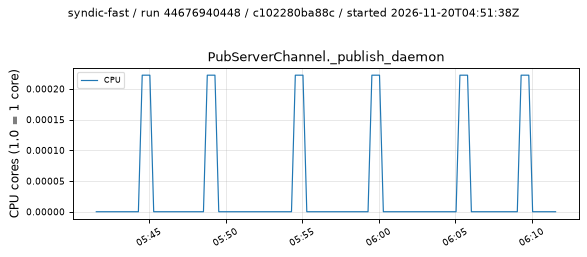 syndic-fast / run 44676940448 / c102280ba88c / started 2026-11-20T04:51:38Z
PubServerChannel._publish_daemon
CPU
CPU cores (1.0 = 1 core)
0.00020
0.00015
0.00010
0.00005
0.00000
05:45
05:50
05:55
06:00
06:05
06:10